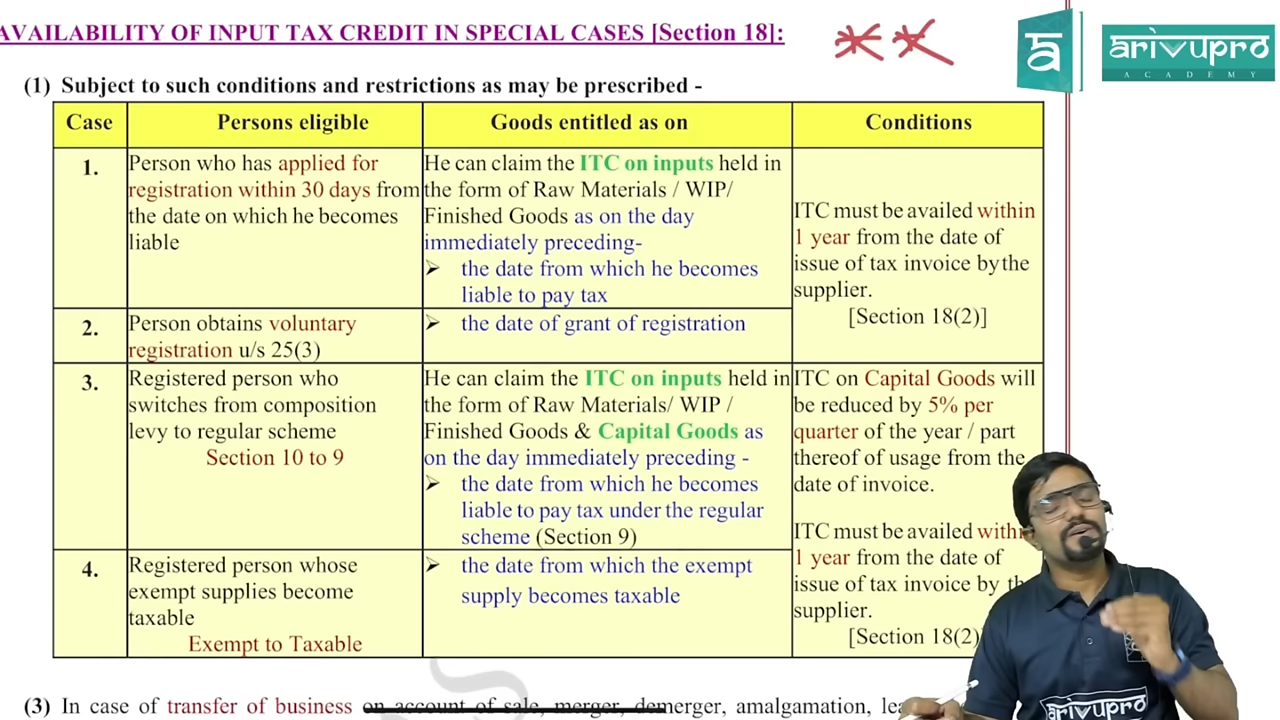 AVAILABILITY OF INPUT TAX CREDIT IN SPECIAL CASES [Section 18]:
arivupro
ACADEMY
(1) Subject to such conditions and restrictions as may be prescribed -
Case
Persons eligible
Goods entitled as on
Conditions
1.
Person who has applied for
registration within 30 days from
the date on which he becomes
liable
He can claim the ITC on inputs held in
the form of Raw Materials / WIP/
Finished Goods as on the day
immediately preceding-
➢ the date from which he becomes
liable to pay tax
ITC must be availed within
1 year from the date of
issue of tax invoice by the
supplier.
[Section 18(2)]
2.
Person obtains voluntary
registration u/s 25(3)
➢ the date of grant of registration
3.
Registered person who
switches from composition
levy to regular scheme
Section 10 to 9
He can claim the ITC on inputs held in
the form of Raw Materials/ WIP /
Finished Goods & Capital Goods as
on the day immediately preceding -
➢ the date from which he becomes
liable to pay tax under the regular
scheme (Section 9)
ITC on Capital Goods will
be reduced by 5% per
quarter of the year / part
thereof of usage from the
date of invoice.
ITC must be availed
1 year from the date of
issue of tax invoice by
supplier.
[Section 18(2)
4.
Registered person whose
exempt supplies become
taxable
Exempt to Taxable
➢ the date from which the exempt
supply becomes taxable
(3) In case of transfer of business on account of sale, merger, demerger, amalgamation,
arivupro